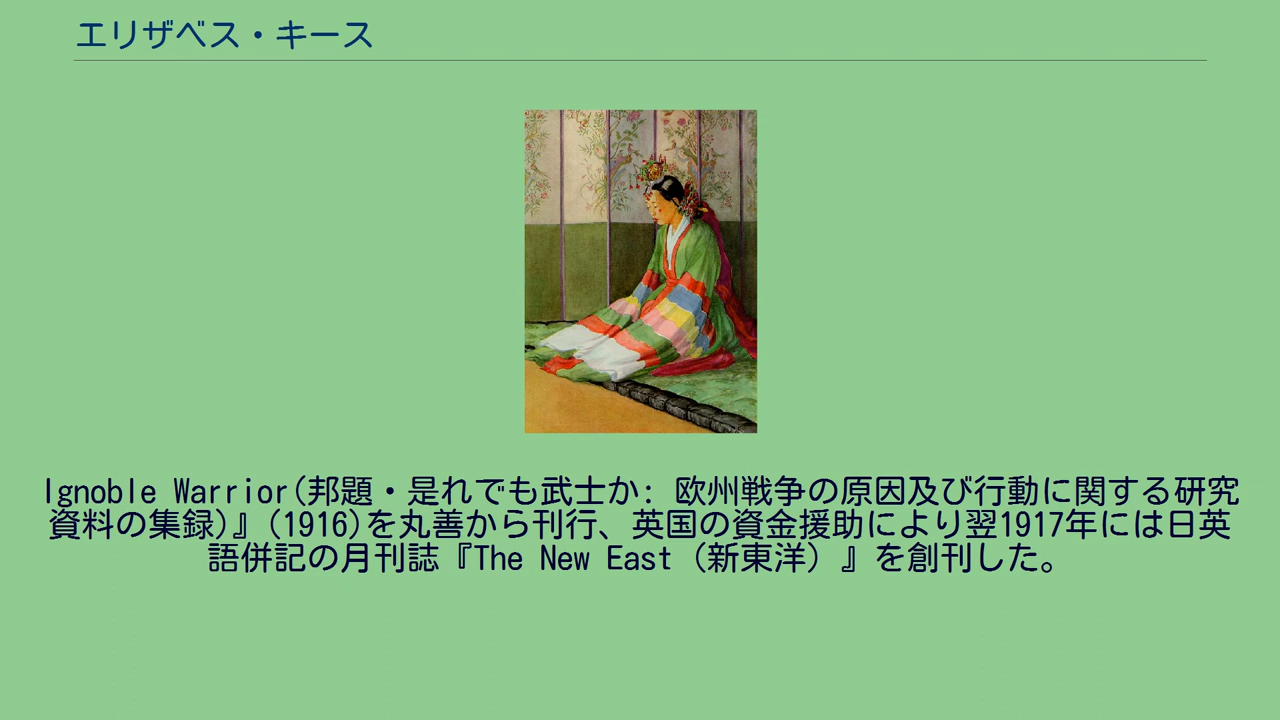 エリザベス・キース
Ignoble Warrior(邦題・是れでも武士か: 欧州戦争の原因及び行動に関する研究
資料の集録)』(1916)を丸善から刊行、英国の資金援助により翌1917年には日英
語併記の月刊誌『The New East（新東洋）』を創刊した。